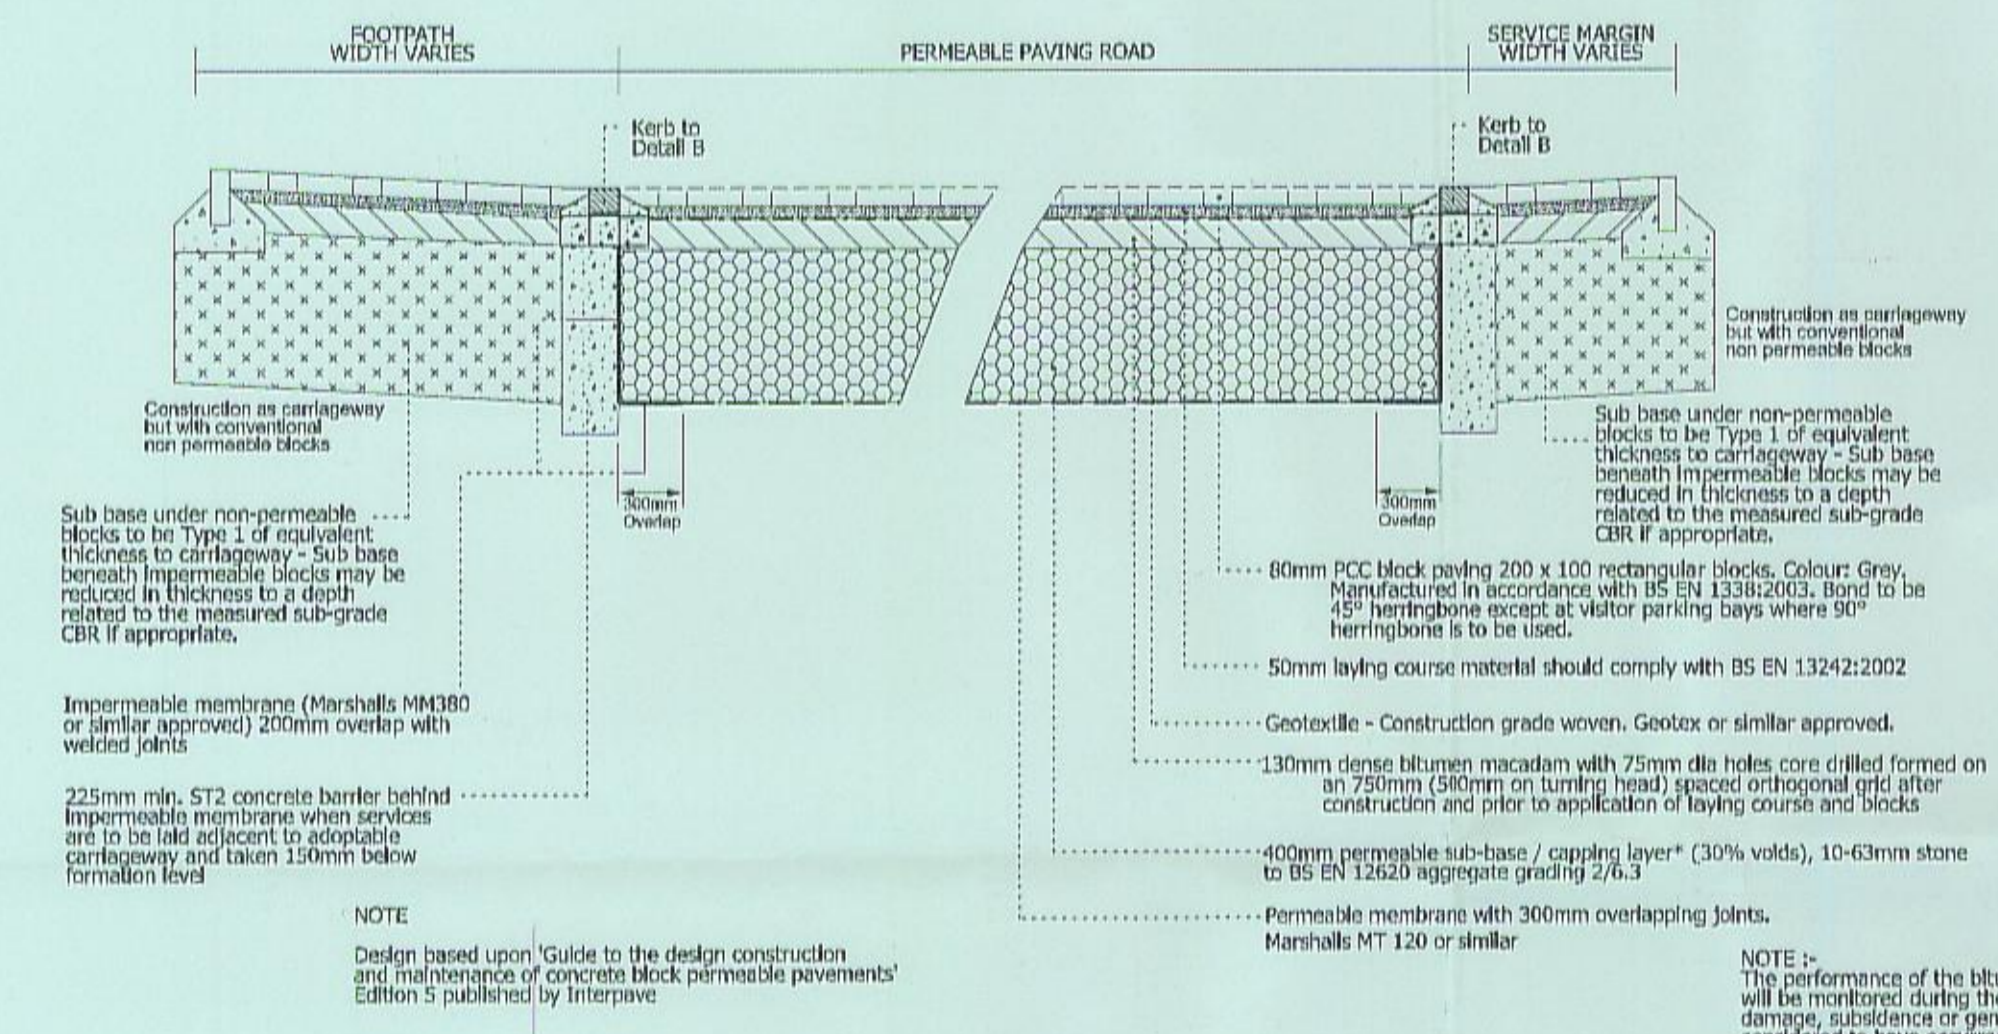 FOOTPATH
WIDTH VARIES
PERMEABLE PAVING ROAD
SERVICE MARGIN
WIDTH VARIES
Kerb to
Detail B
Kerb to
Detail B
Construction as carriageway
but with conventional
non permeable blocks
Construction as carriageway
but with conventional
non permeable blocks
Sub base under non-permeable
blocks to be Type 1 of equivalent
thickness to carriageway - Sub base
beneath impermeable blocks may be
reduced in thickness to a depth
related to the measured sub-grade
CBR if appropriate.
300mm
Overlap
300mm
Overlap
Sub base under non-permeable
blocks to be Type 1 of equivalent
thickness to carriageway - Sub base
beneath impermeable blocks may be
reduced in thickness to a depth
related to the measured sub-grade
CBR if appropriate.
80mm PCC block paving 200 x 100 rectangular blocks. Colour: Grey.
Manufactured in accordance with BS EN 1338:2003. Bond to be
45° herringbone except at visitor parking bays where 90°
herringbone is to be used.
50mm laying course material should comply with BS EN 13242:2002
Geotextile - Construction grade woven. Geotex or similar approved.
130mm dense bitumen macadam with 75mm dia holes core drilled formed on
an 750mm (500mm on turning head) spaced orthogonal grid after
construction and prior to application of laying course and blocks
400mm permeable sub-base / capping layer* (30% voids), 10-63mm stone
to BS EN 12620 aggregate grading 2/6.3
Permeable membrane with 300mm overlapping joints.
Marshalls MT 120 or similar
Impermeable membrane (Marshalls MM380
or similar approved) 200mm overlap with
welded joints
225mm min. ST2 concrete barrier behind
impermeable membrane when services
are to be laid adjacent to adoptable
carriageway and taken 150mm below
formation level
NOTE
Design based upon 'Guide to the design construction
and maintenance of concrete block permeable pavements'
Edition 5 published by Interpave
NOTE :-
The performance of the
will be monitored during
damage, subsidence or